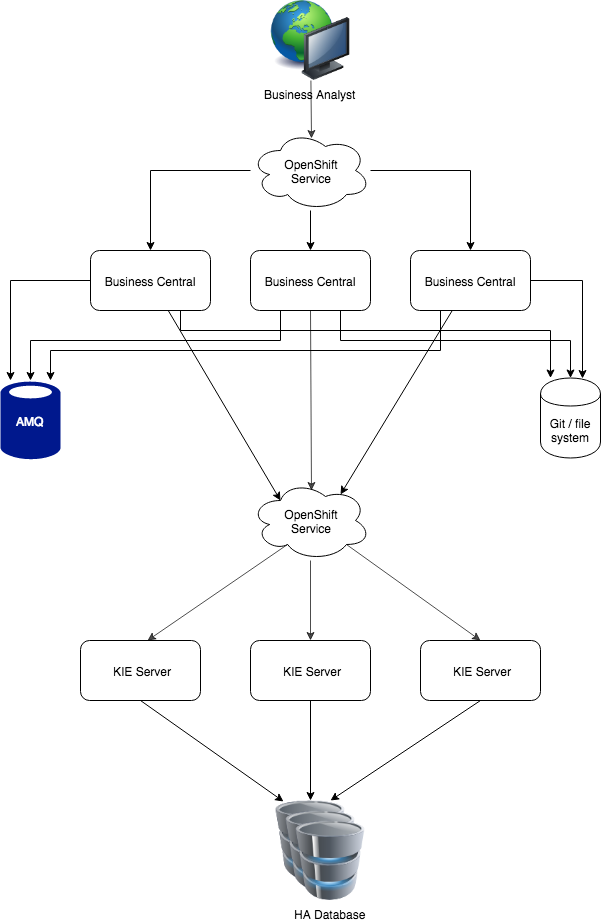 Business Analyst
OpenShift
Service
Business Central
Business Central
Business Central
AMQ
Git / file
system
OpenShift
Service
KIE Server
KIE Server
KIE Server
HA Database